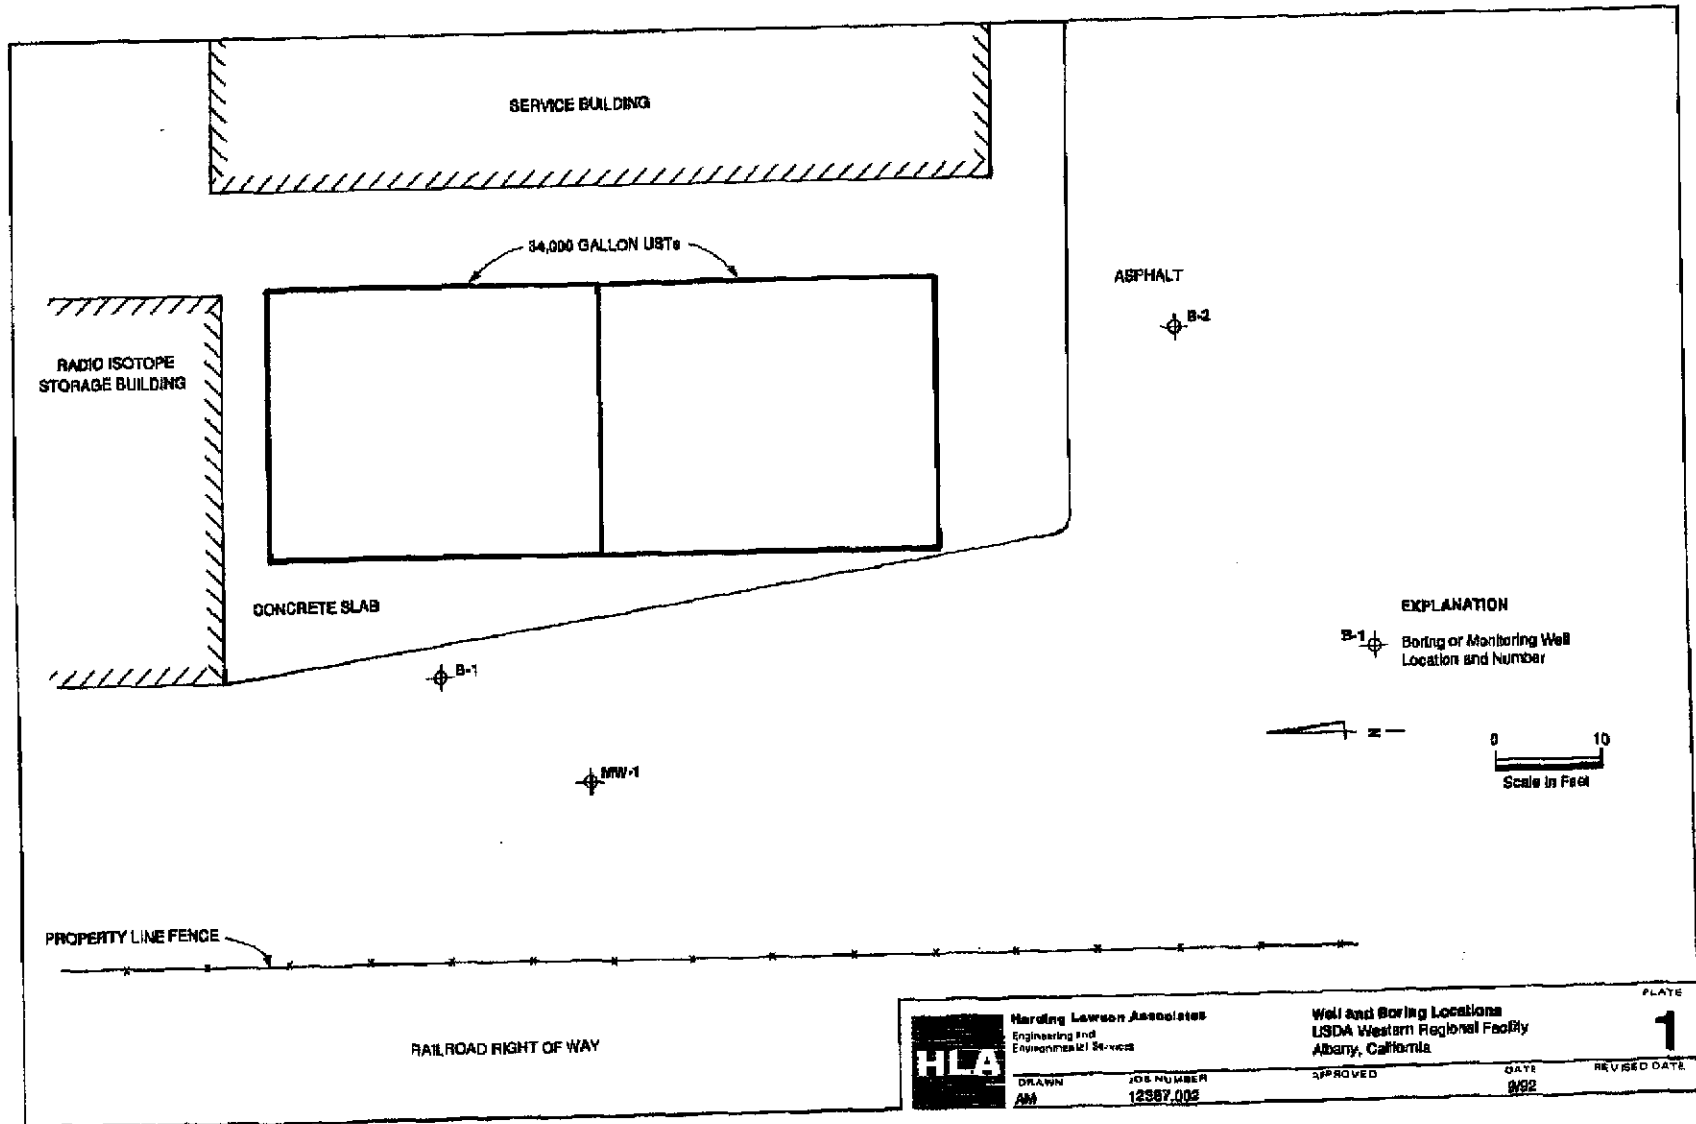 SERVICE BUILDING
34,000 GALLON USTs
ASPHALT
B-2
RADIO ISOTOPE
STORAGE BUILDING
CONCRETE SLAB
B-1
MW-1
EXPLANATION
B-1
Boring or Monitoring Well
Location and Number
N
0 10
Scale in Feet
PROPERTY LINE FENCE
RAILROAD RIGHT OF WAY
HLA
Harding Lawson Associates
Engineering and
Environmental Services
Well and Boring Locations
USDA Western Regional Facility
Albany, California
PLATE
1
DRAWN
AM
JOB NUMBER
12387,002
APPROVED
DATE
9/92
REVISED DATE